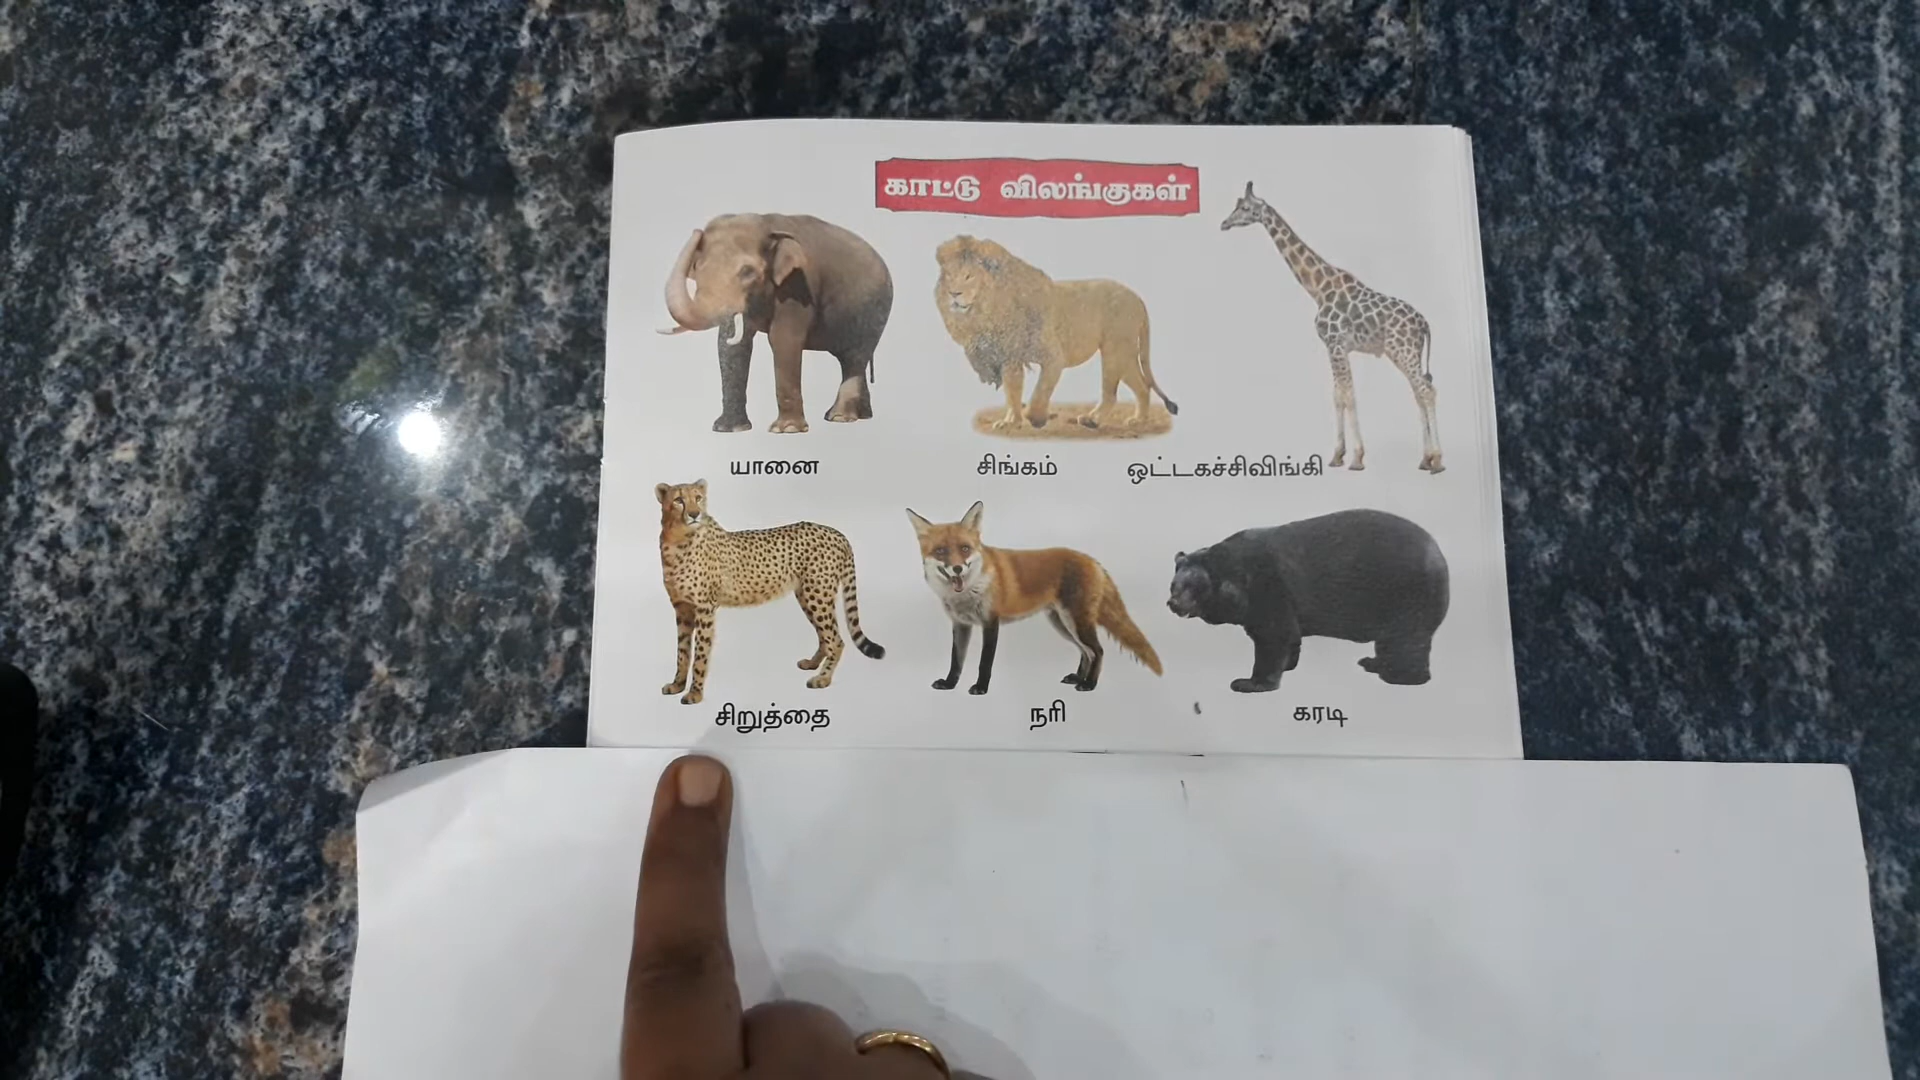 காட்டு விலங்குகள்
யானை
சிங்கம்
ஒட்டகச்சிவிங்கி
சிறுத்தை
நரி
கரடி